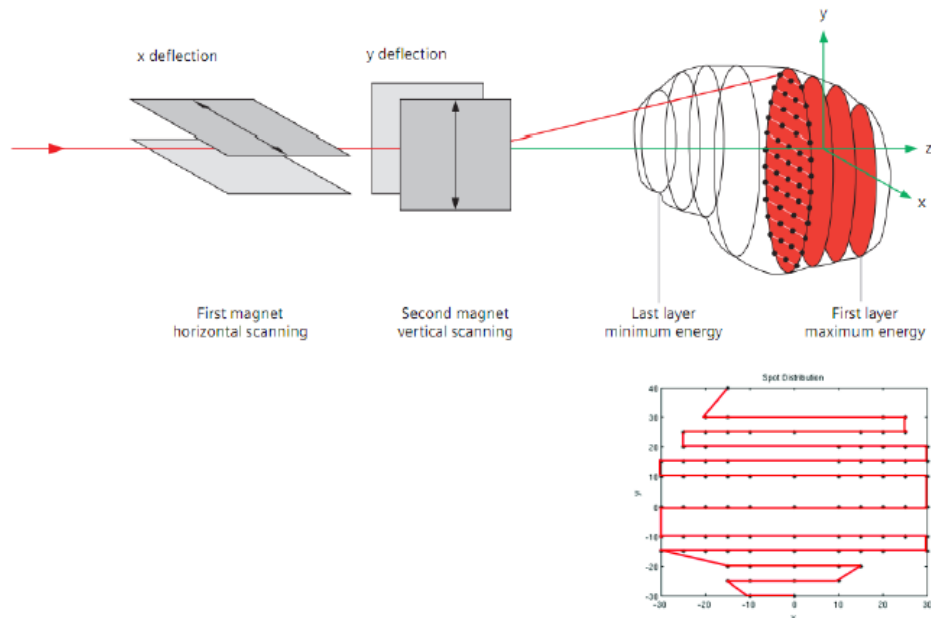 x deflection
y deflection
y
z
x
First magnet
horizontal scanning
Second magnet
vertical scanning
Last layer
minimum energy
First layer
maximum energy
Spot Distribution
40
30
20
10
0
-10
-20
-30
y
-30
-20
-10
0
10
20
30
x